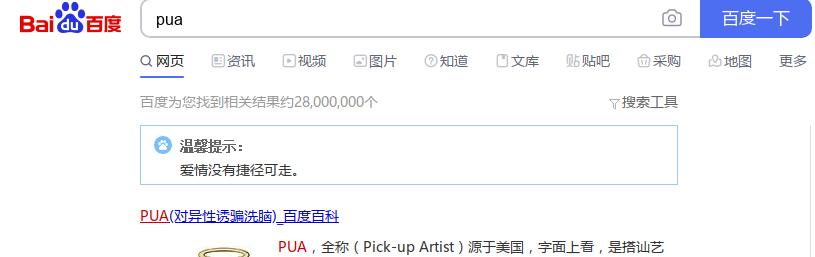 Bai du 百度
pua
百度一下
网页 资讯 视频 图片 知道 文库 贴吧 采购 地图 更多
百度为您找到相关结果约28,000,000个
搜索工具
温馨提示：
爱情没有捷径可走。
PUA(对异性诱骗洗脑)_百度百科
PUA，全称（Pick-up Artist）源于美国，字面上看，是搭讪艺